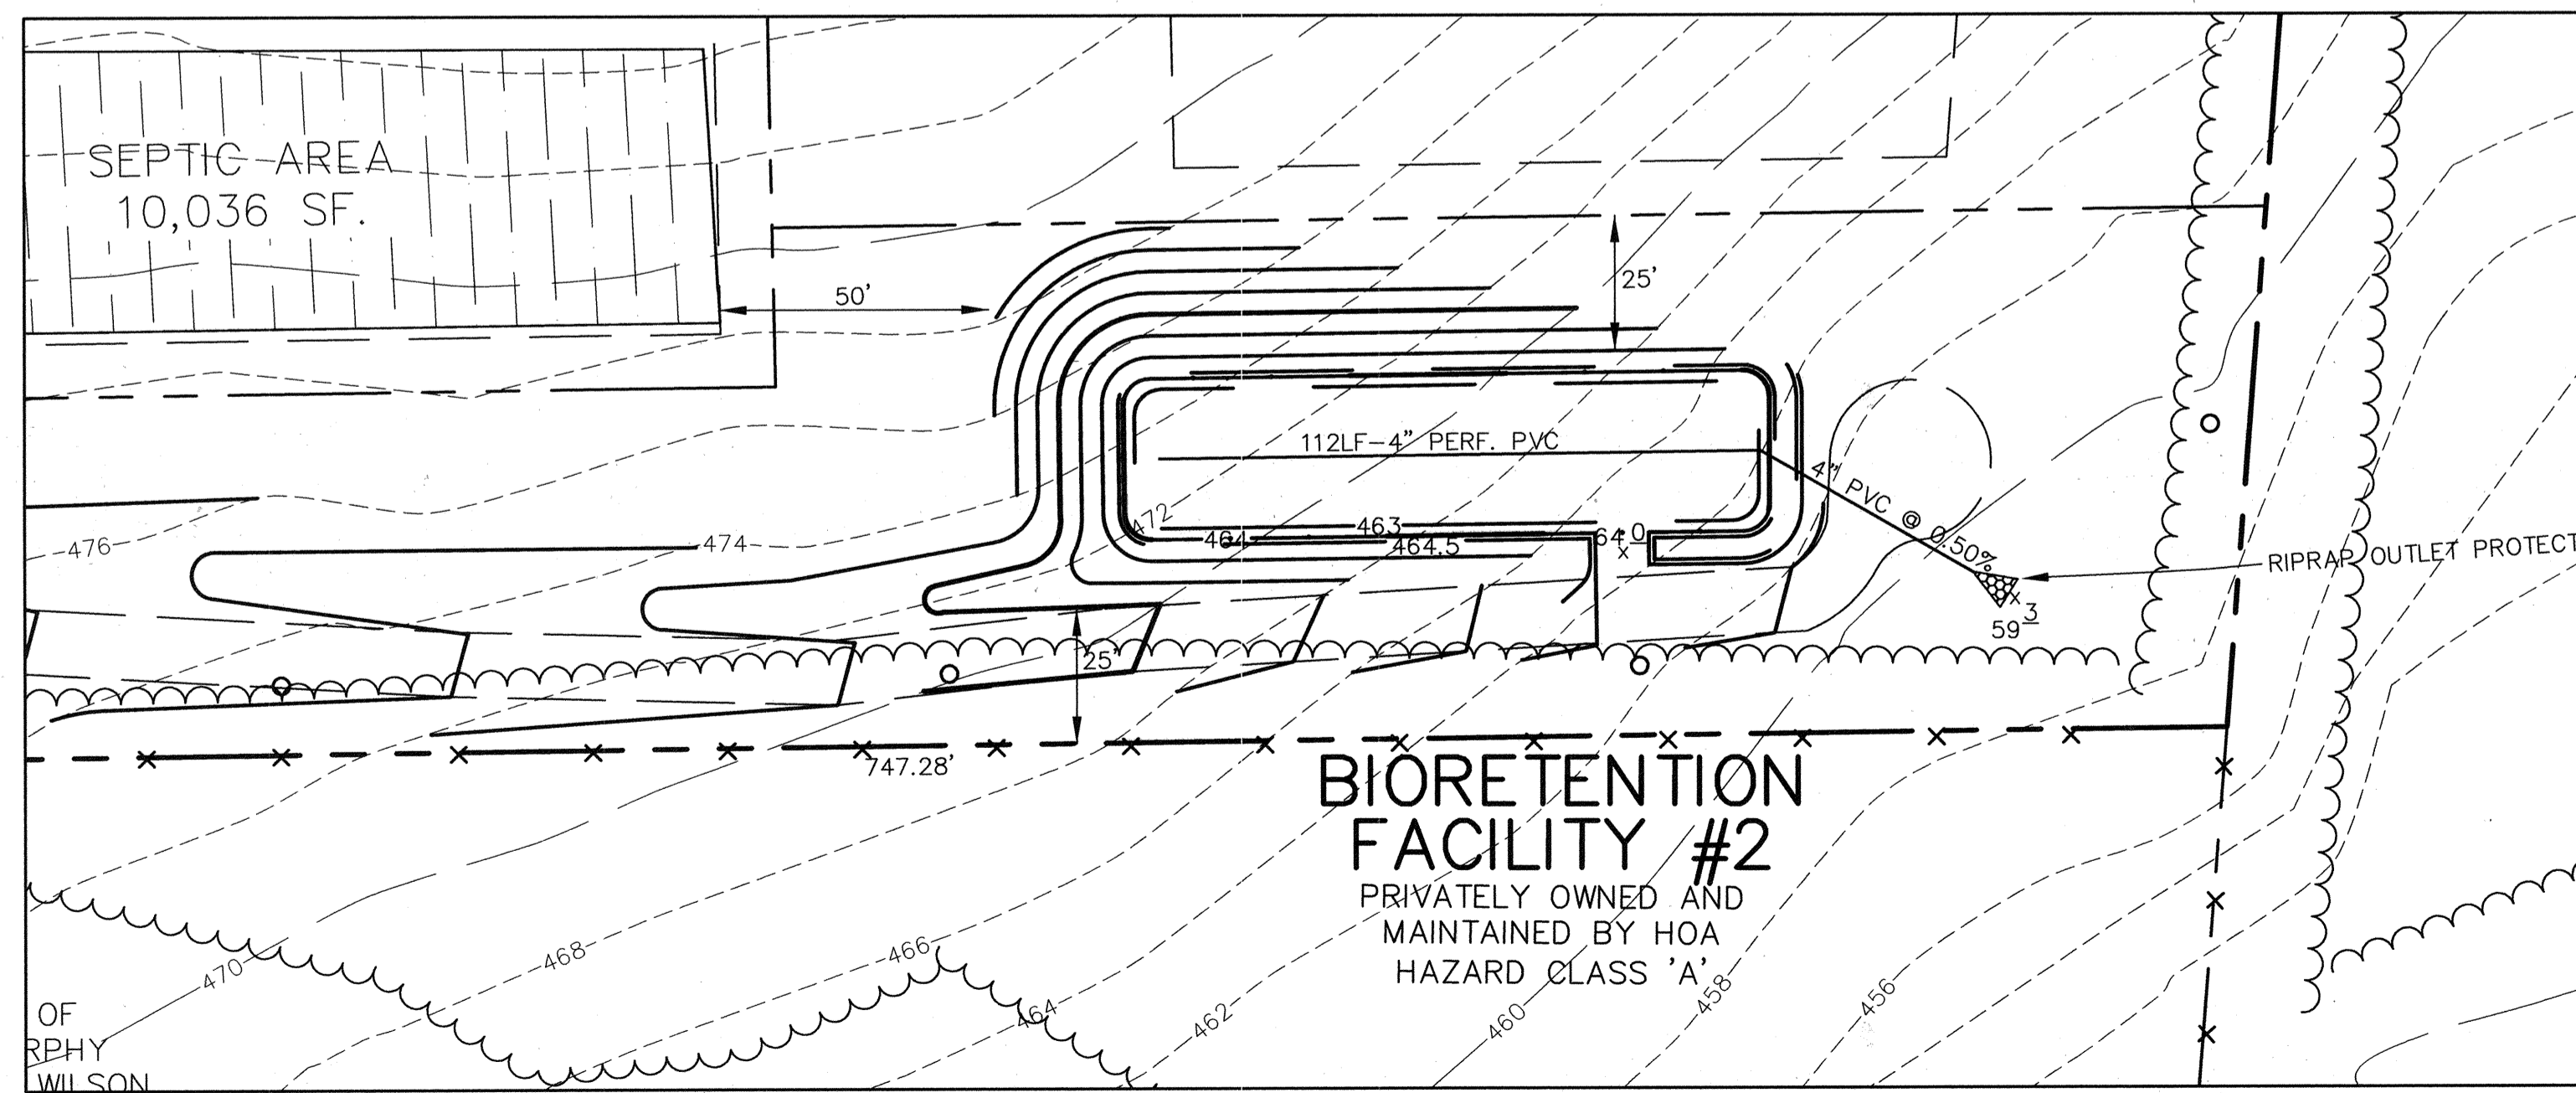 SEPTIC AREA
10,036 SF.
50'
25'
112LF-4" PERF. PVC
4" PVC @ 0.50%
472
463
464
464.5
64.0
476
474
RIPRAP OUTLET PROTECT
59 3
25'
747.28'
BIORETENTION
FACILITY #2
PRIVATELY OWNED AND
MAINTAINED BY HOA
HAZARD CLASS 'A'
470
468
466
464
462
460
458
456
OF
RPHY
WILSON